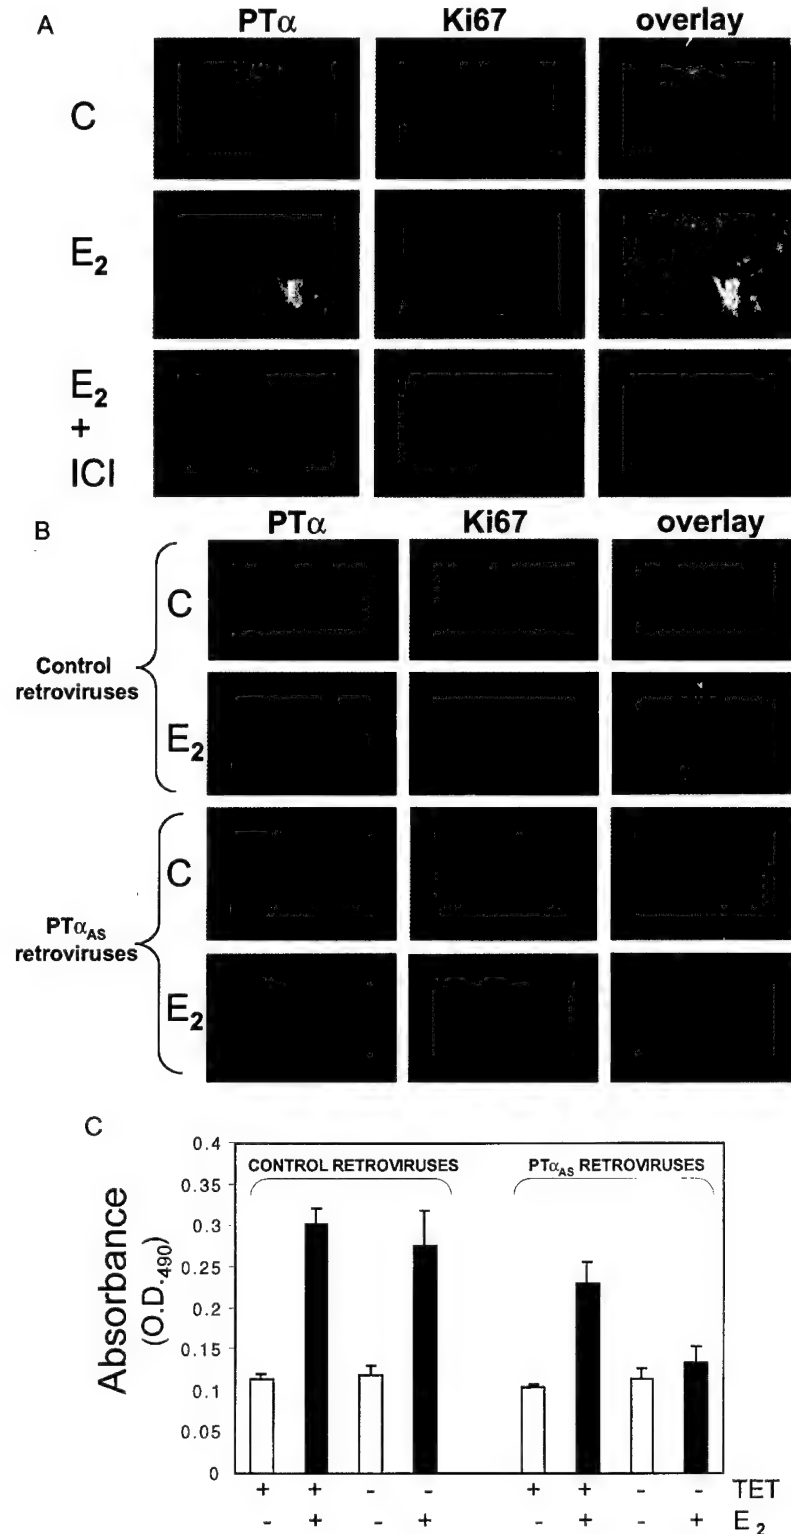 A
PTα Ki67 overlay
C
E₂
E₂
+
ICI
B
PTα Ki67 overlay
Control
retroviruses
C
E₂
PTα_AS
retroviruses
C
E₂
C
Absorbance
(O.D.₄₉₀)
0.4
0.35
0.3
0.25
0.2
0.15
0.1
0.05
0
CONTROL RETROVIRUSES PTα_AS RETROVIRUSES
+ + - - + + - - TET
- + - + - + - + E₂